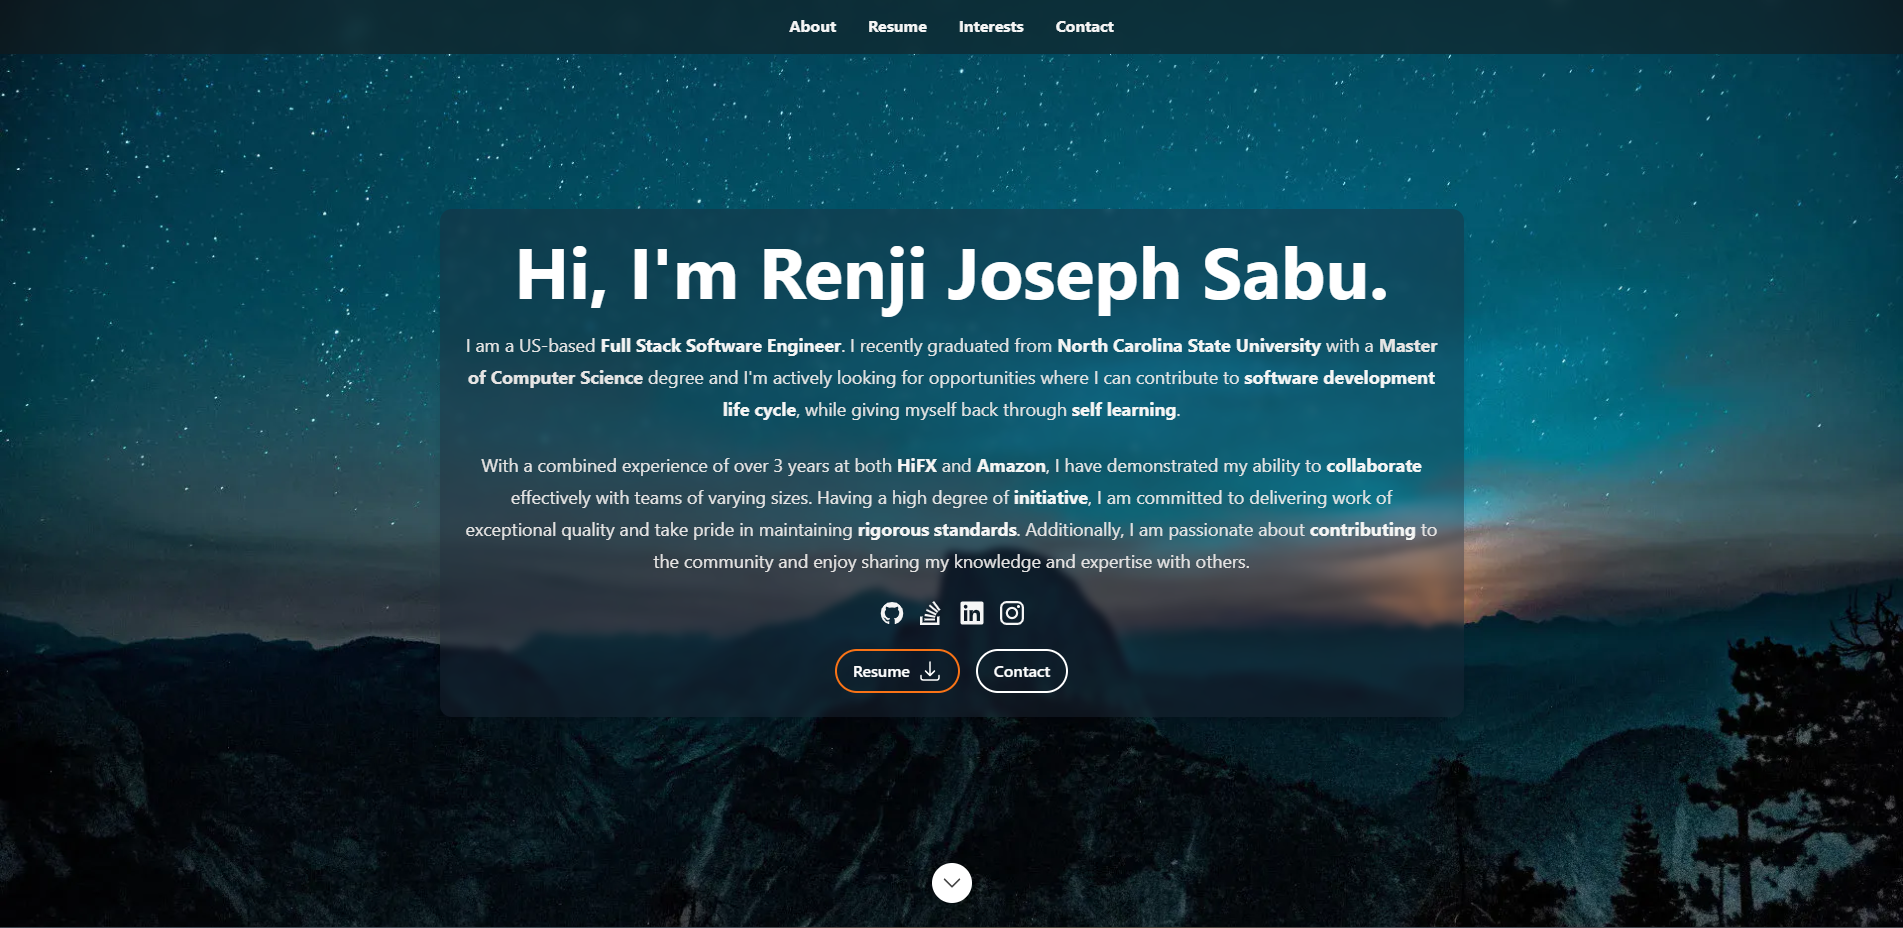 About Resume Interests Contact
Hi, I'm Renji Joseph Sabu.
I am a US-based Full Stack Software Engineer. I recently graduated from North Carolina State University with a Master
of Computer Science degree and I'm actively looking for opportunities where I can contribute to software development
life cycle, while giving myself back through self learning.
With a combined experience of over 3 years at both HiFX and Amazon, I have demonstrated my ability to collaborate
effectively with teams of varying sizes. Having a high degree of initiative, I am committed to delivering work of
exceptional quality and take pride in maintaining rigorous standards. Additionally, I am passionate about contributing to
the community and enjoy sharing my knowledge and expertise with others.
in
Resume Contact